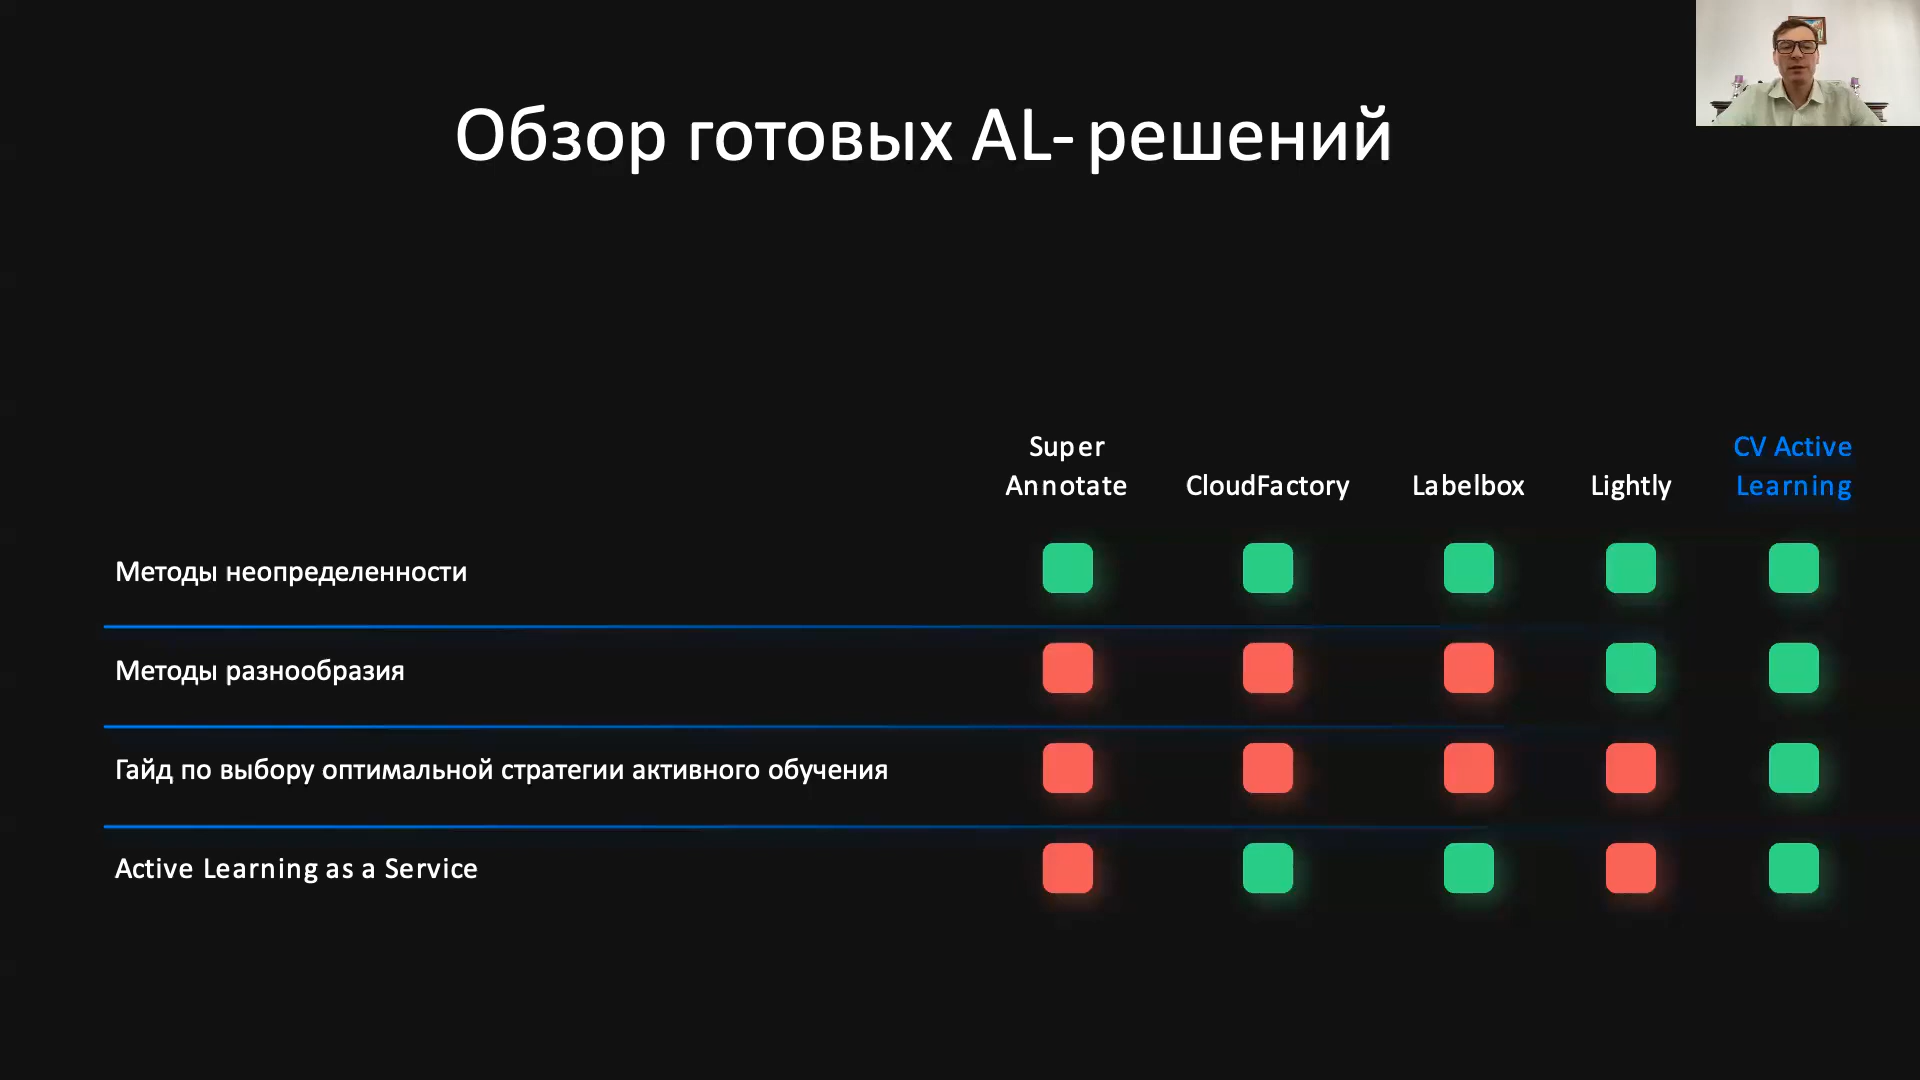 Обзор готовых AL-решений
Super
Annotate
CloudFactory
Labelbox
Lightly
CV Active
Learning
Методы неопределенности
Методы разнообразия
Гайд по выбору оптимальной стратегии активного обучения
Active Learning as a Service